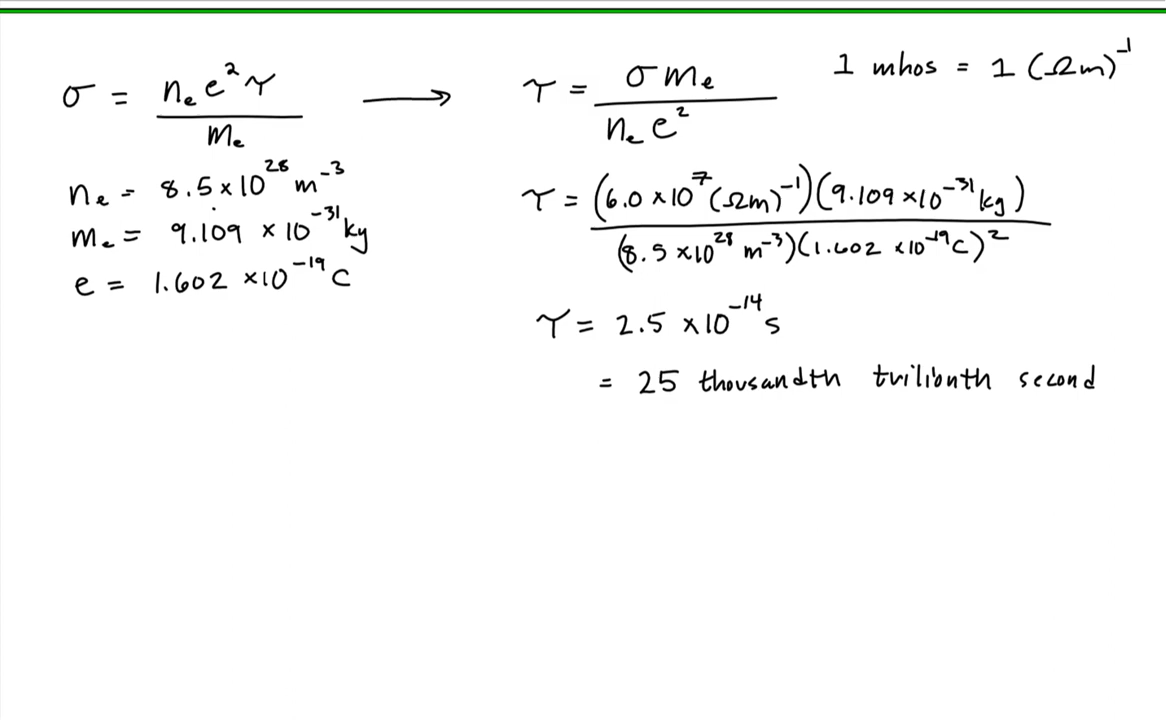 σ = nₑe²τ / mₑ ⟶ τ = σmₑ / nₑe²
1 mhos = 1 (Ωm)⁻¹
nₑ = 8.5×10²⁸ m⁻³
mₑ = 9.109 × 10⁻³¹ kg
e = 1.602 ×10⁻¹⁹ C
τ = (6.0 ×10⁷ (Ωm)⁻¹)(9.109 ×10⁻³¹ kg) / (8.5 ×10²⁸ m⁻³)(1.602 ×10⁻¹⁹ C)²
τ = 2.5 ×10⁻¹⁴ s
= 25 thousandth trilionth second